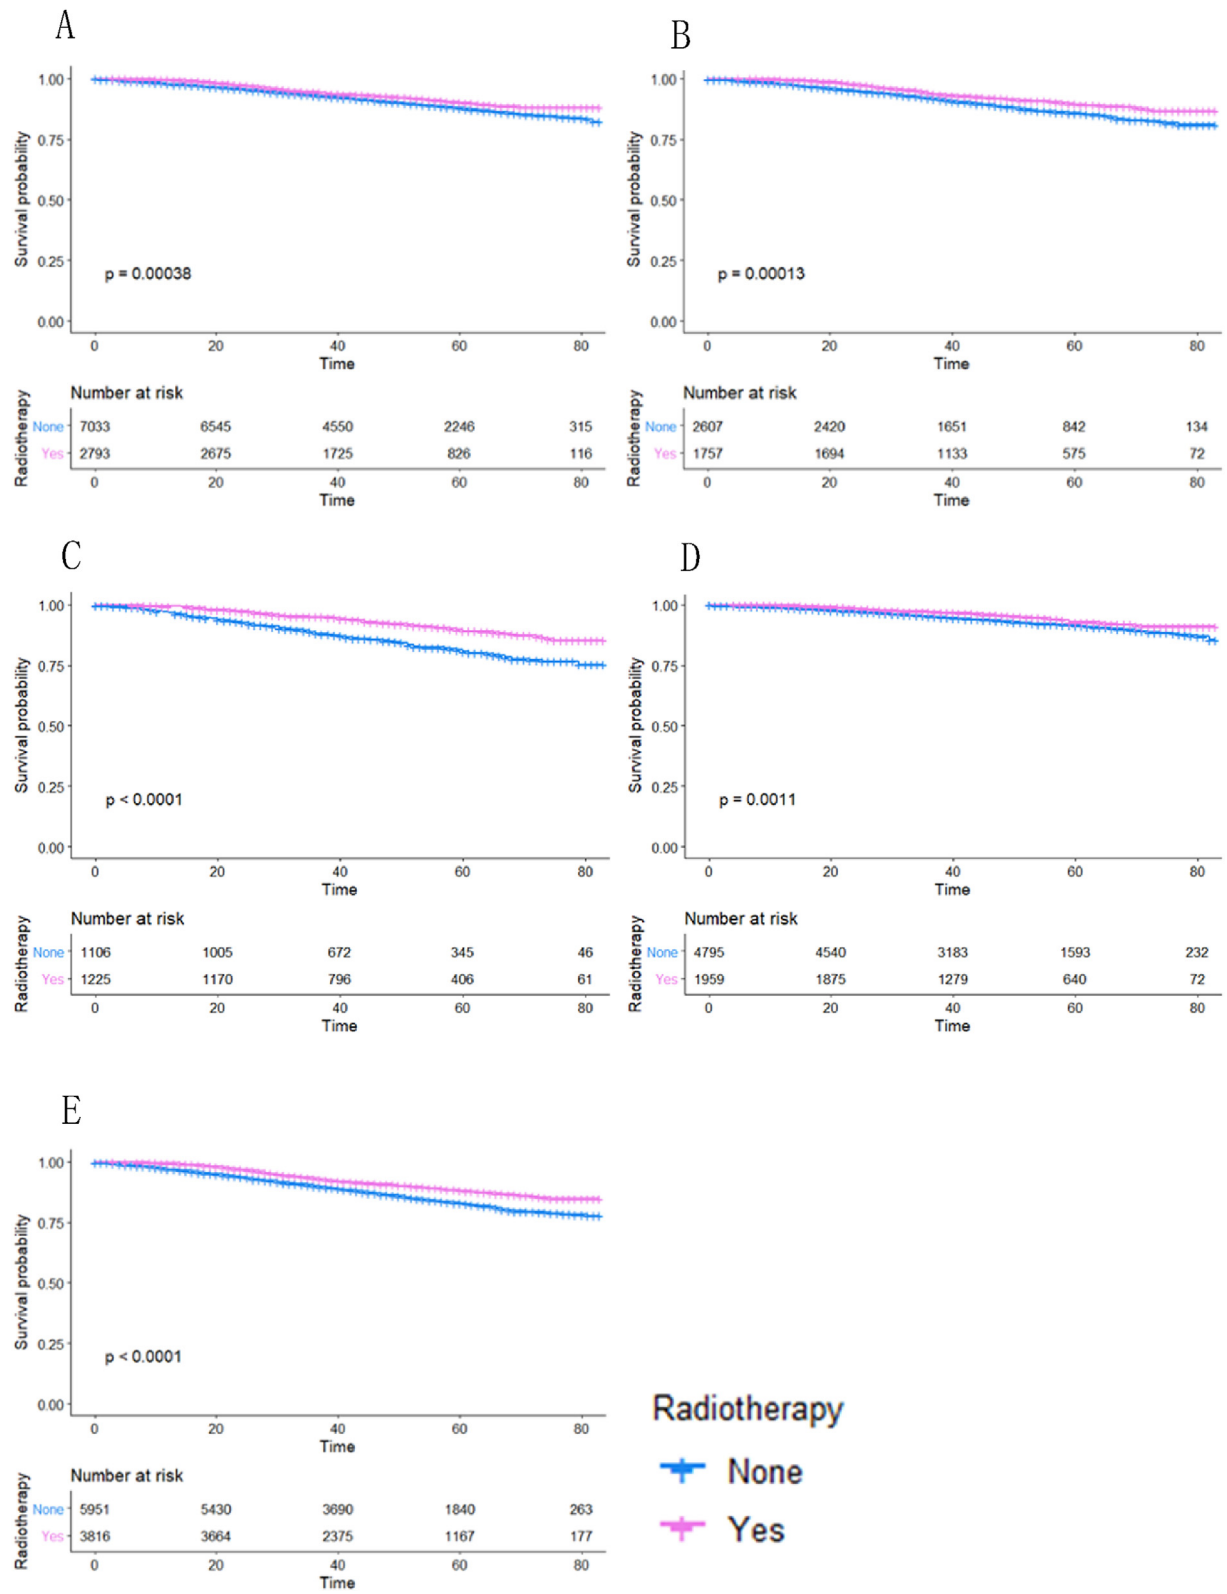 A
Survival probability
1.00
0.75
0.50
0.25
0.00
p = 0.00038
0 20 40 60 80
Time
Number at risk
Radiotherapy
None 7033 6545 4550 2246 315
Yes 2793 2675 1725 826 116
0 20 40 60 80
Time
B
Survival probability
1.00
0.75
0.50
0.25
0.00
p = 0.00013
0 20 40 60 80
Time
Number at risk
Radiotherapy
None 2607 2420 1651 842 134
Yes 1757 1694 1133 575 72
0 20 40 60 80
Time
C
Survival probability
1.00
0.75
0.50
0.25
0.00
p < 0.0001
0 20 40 60 80
Time
Number at risk
Radiotherapy
None 1106 1005 672 345 46
Yes 1225 1170 796 406 61
0 20 40 60 80
Time
D
Survival probability
1.00
0.75
0.50
0.25
0.00
p = 0.0011
0 20 40 60 80
Time
Number at risk
Radiotherapy
None 4795 4540 3183 1593 232
Yes 1959 1875 1279 640 72
0 20 40 60 80
Time
E
Survival probability
1.00
0.75
0.50
0.25
0.00
p < 0.0001
0 20 40 60 80
Time
Number at risk
Radiotherapy
None 5951 5430 3690 1840 263
Yes 3816 3664 2375 1167 177
0 20 40 60 80
Time
Radiotherapy
None
Yes